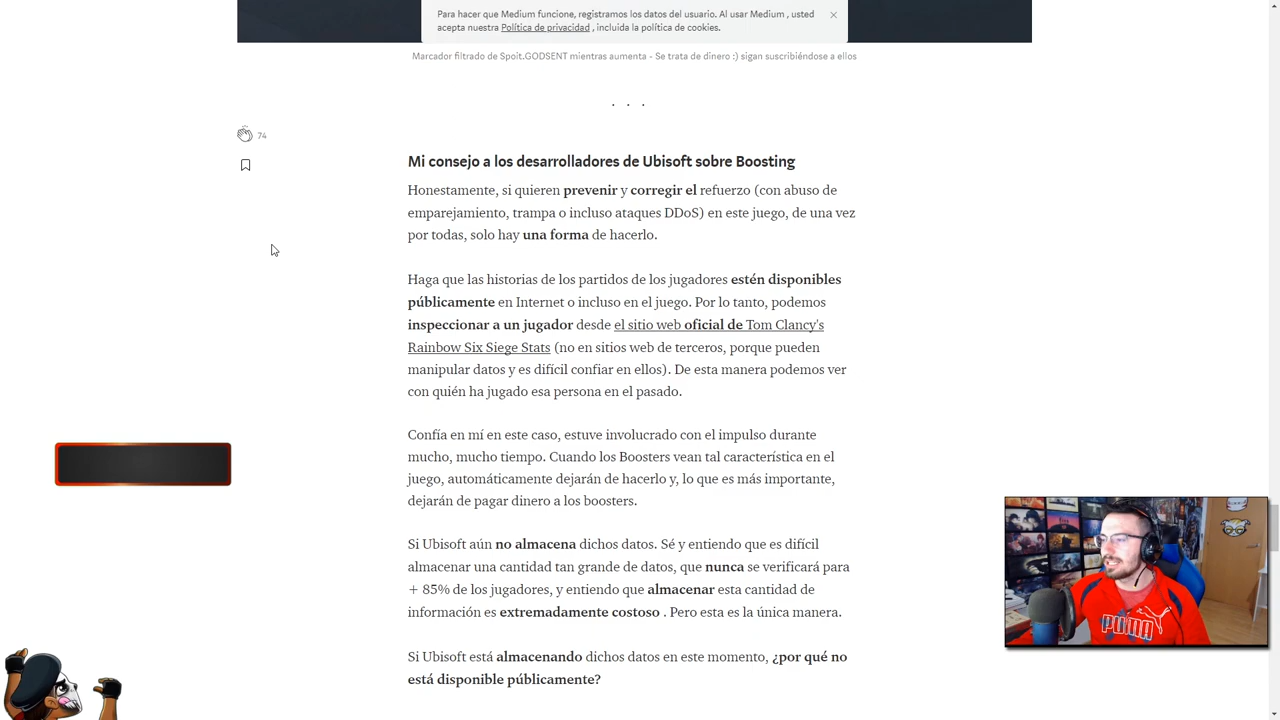 Para hacer que Medium funcione, registramos los datos del usuario. Al usar Medium , usted
acepta nuestra Política de privacidad , incluida la política de cookies.
Marcador filtrado de Spoit.GODSENT mientras aumenta - Se trata de dinero :) sigan suscribiéndose a ellos
. . .
74
Mi consejo a los desarrolladores de Ubisoft sobre Boosting
Honestamente, si quieren prevenir y corregir el refuerzo (con abuso de
emparejamiento, trampa o incluso ataques DDoS) en este juego, de una vez
por todas, solo hay una forma de hacerlo.
Haga que las historias de los partidos de los jugadores estén disponibles
públicamente en Internet o incluso en el juego. Por lo tanto, podemos
inspeccionar a un jugador desde el sitio web oficial de Tom Clancy's
Rainbow Six Siege Stats (no en sitios web de terceros, porque pueden
manipular datos y es difícil confiar en ellos). De esta manera podemos ver
con quién ha jugado esa persona en el pasado.
Confía en mí en este caso, estuve involucrado con el impulso durante
mucho, mucho tiempo. Cuando los Boosters vean tal característica en el
juego, automáticamente dejarán de hacerlo y, lo que es más importante,
dejarán de pagar dinero a los boosters.
Si Ubisoft aún no almacena dichos datos. Sé y entiendo que es difícil
almacenar una cantidad tan grande de datos, que nunca se verificará para
+ 85% de los jugadores, y entiendo que almacenar esta cantidad de
información es extremadamente costoso . Pero esta es la única manera.
Si Ubisoft está almacenando dichos datos en este momento, ¿por qué no
está disponible públicamente?
PUMA